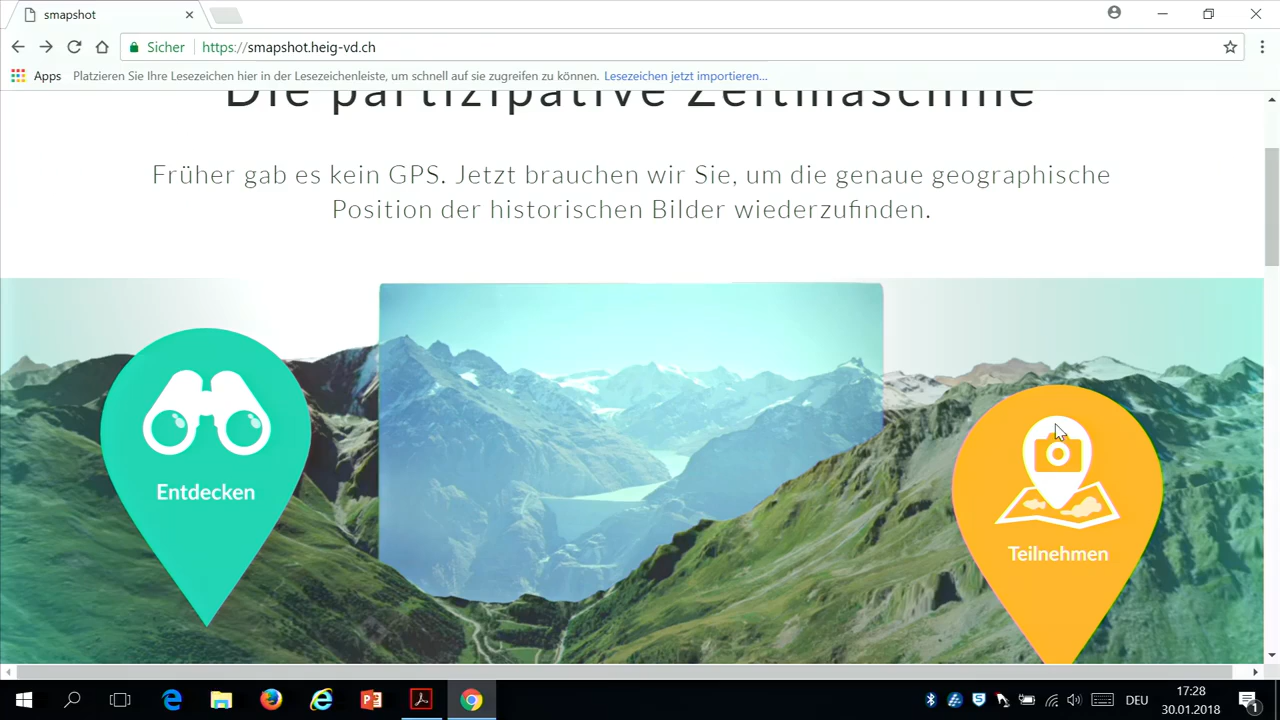 smapshot
Sicher https://smapshot.heig-vd.ch
Apps Platzieren Sie Ihre Lesezeichen hier in der Lesezeichenleiste, um schnell auf sie zugreifen zu können. Lesezeichen jetzt importieren...
Die partizipative Zeitmaschine
Früher gab es kein GPS. Jetzt brauchen wir Sie, um die genaue geographische
Position der historischen Bilder wiederzufinden.
Entdecken
Teilnehmen
DEU
17:28
30.01.2018
1